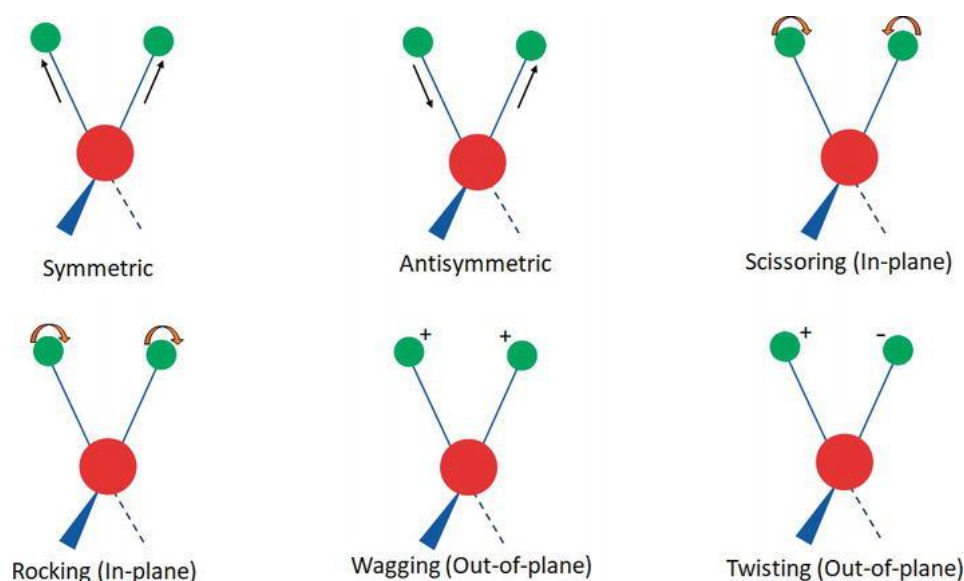 Symmetric
Antisymmetric
Scissoring (In-plane)
+
+
+
-
Rocking (In-plane)
Wagging (Out-of-plane)
Twisting (Out-of-plane)